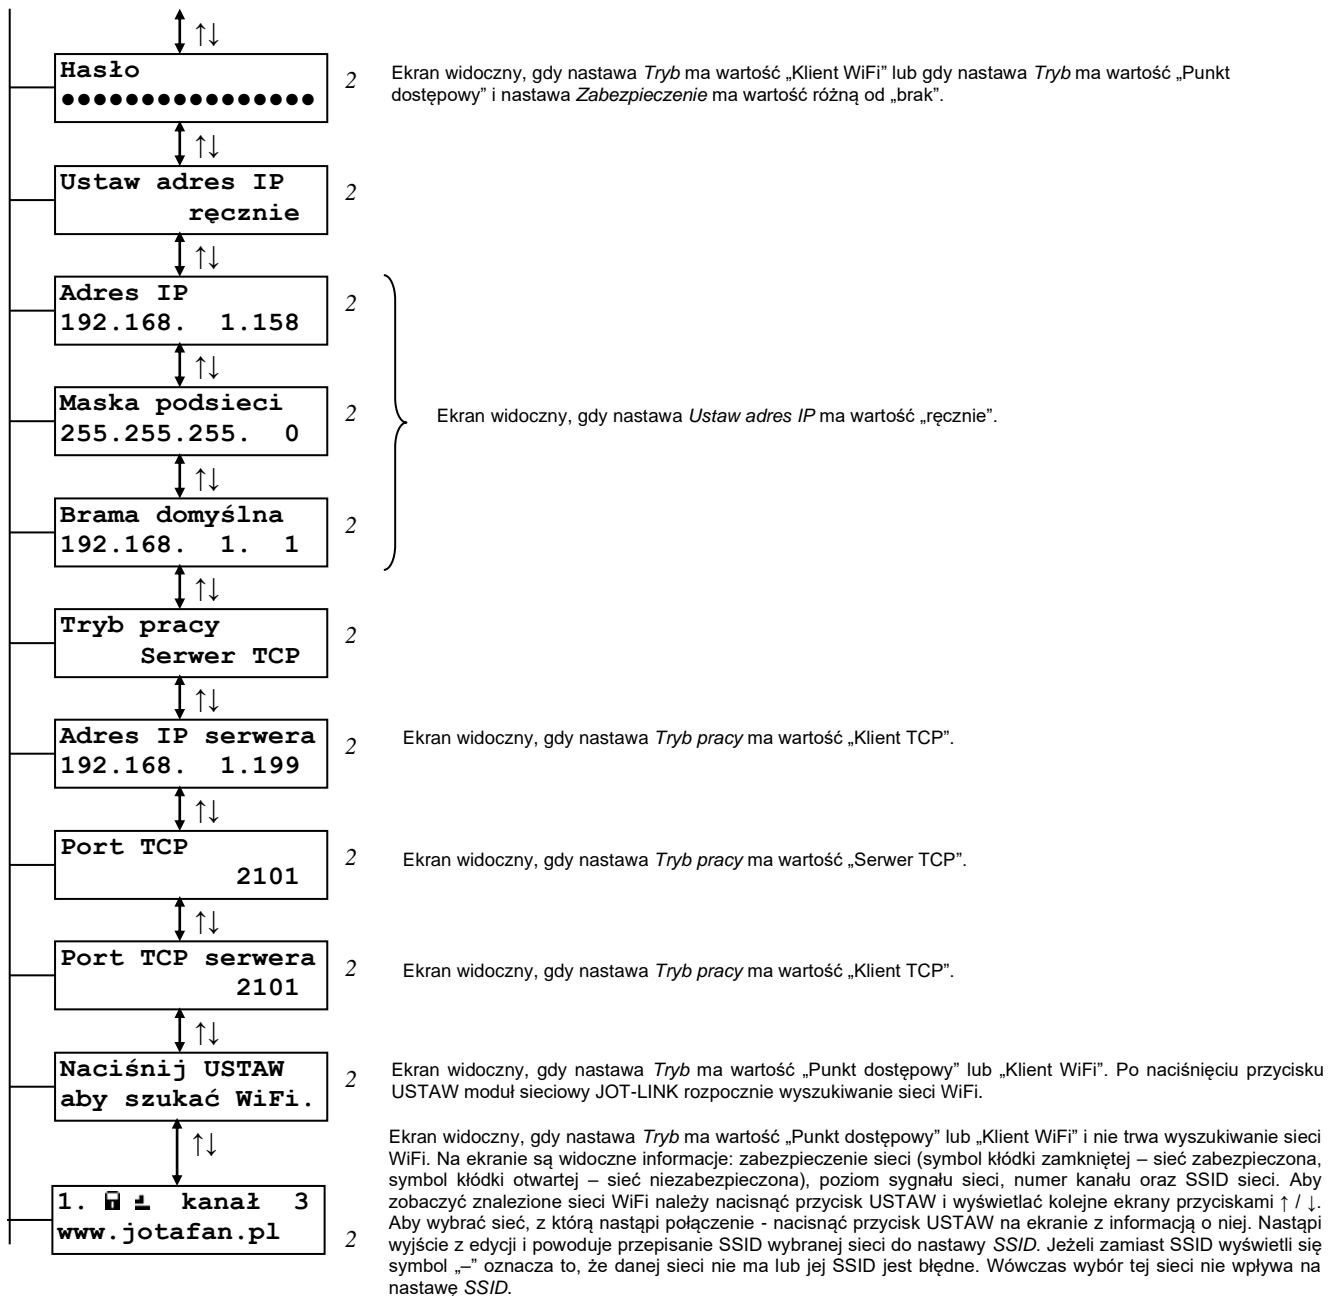 ↑↓
Hasło
●●●●●●●●●●●●●●●●
2
Ekran widoczny, gdy nastawa Tryb ma wartość „Klient WiFi” lub gdy nastawa Tryb ma wartość „Punkt
dostępowy” i nastawa Zabezpieczenie ma wartość różną od „brak”.
↑↓
Ustaw adres IP
ręcznie
2
↑↓
Adres IP
192.168.  1.158
2
↑↓
Maska podsieci
255.255.255.  0
2
Ekran widoczny, gdy nastawa Ustaw adres IP ma wartość „ręcznie”.
↑↓
Brama domyślna
192.168.  1.  1
2
↑↓
Tryb pracy
Serwer TCP
2
↑↓
Adres IP serwera
192.168.  1.199
2
Ekran widoczny, gdy nastawa Tryb pracy ma wartość „Klient TCP”.
↑↓
Port TCP
2101
2
Ekran widoczny, gdy nastawa Tryb pracy ma wartość „Serwer TCP”.
↑↓
Port TCP serwera
2101
2
Ekran widoczny, gdy nastawa Tryb pracy ma wartość „Klient TCP”.
↑↓
Naciśnij USTAW
aby szukać WiFi.
2
Ekran widoczny, gdy nastawa Tryb ma wartość „Punkt dostępowy” lub „Klient WiFi”. Po naciśnięciu przycisku
USTAW moduł sieciowy JOT-LINK rozpocznie wyszukiwanie sieci WiFi.
↑↓
1. kanał 3
www.jotafan.pl
2
Ekran widoczny, gdy nastawa Tryb ma wartość „Punkt dostępowy” lub „Klient WiFi” i nie trwa wyszukiwanie sieci
WiFi. Na ekranie są widoczne informacje: zabezpieczenie sieci (symbol kłódki zamkniętej – sieć zabezpieczona,
symbol kłódki otwartej – sieć niezabezpieczona), poziom sygnału sieci, numer kanału oraz SSID sieci. Aby
zobaczyć znalezione sieci WiFi należy nacisnąć przycisk USTAW i wyświetlać kolejne ekrany przyciskami ↑ / ↓.
Aby wybrać sieć, z którą nastąpi połączenie - nacisnąć przycisk USTAW na ekranie z informacją o niej. Nastąpi
wyjście z edycji i powoduje przepisanie SSID wybranej sieci do nastawy SSID. Jeżeli zamiast SSID wyświetli się
symbol „–” oznacza to, że danej sieci nie ma lub jej SSID jest błędne. Wówczas wybór tej sieci nie wpływa na
nastawę SSID.